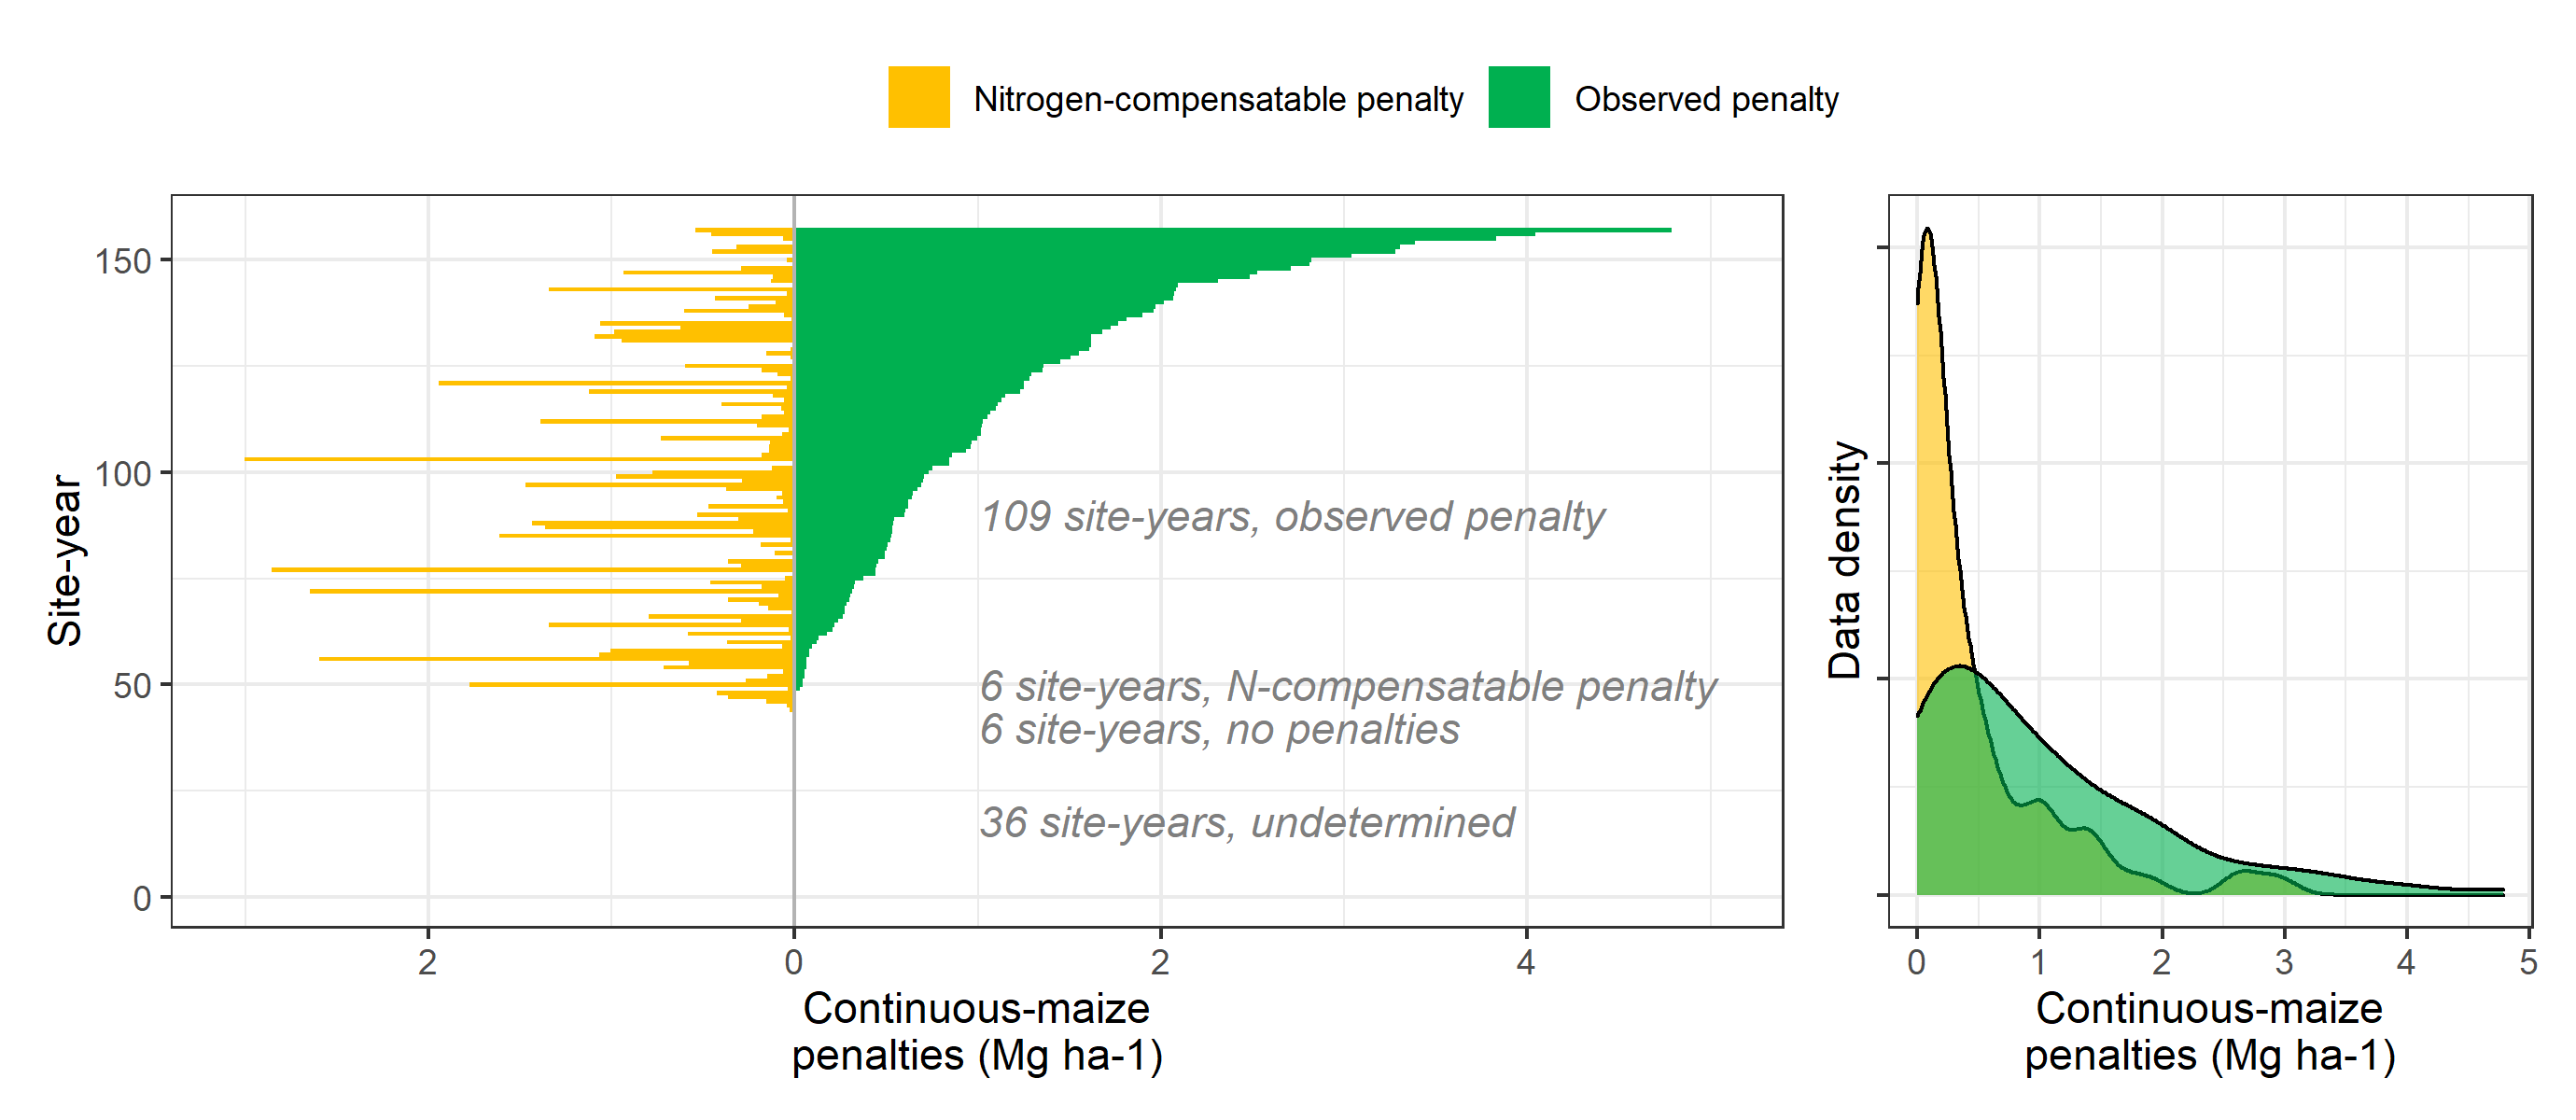 Nitrogen-compensatable penalty
Observed penalty
Site-year
150
100
50
0
109 site-years, observed penalty
6 site-years, N-compensatable penalty
6 site-years, no penalties
36 site-years, undetermined
2
0
2
4
Continuous-maize
penalties (Mg ha-1)
Data density
0
1
2
3
4
5
Continuous-maize
penalties (Mg ha-1)